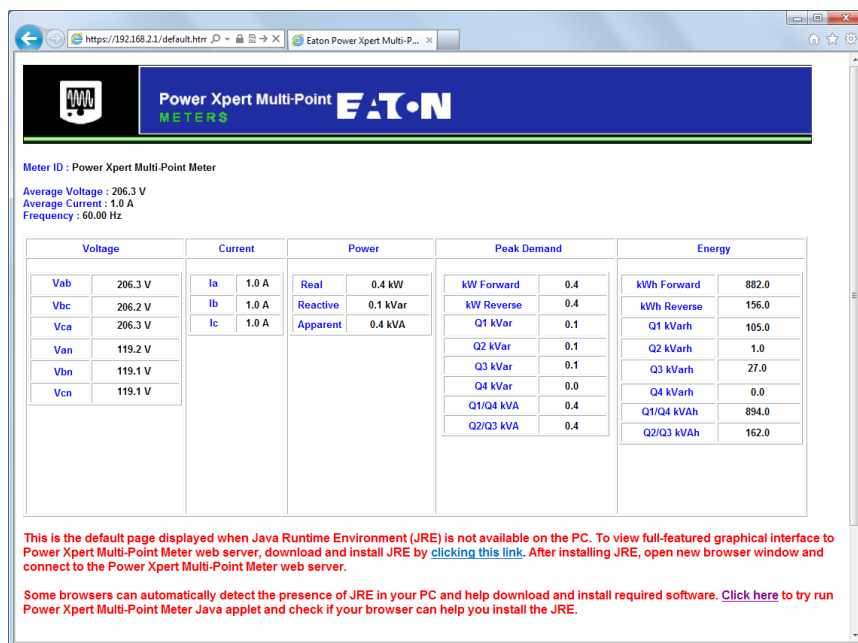 https://192.168.2.1/default.htm
Eaton Power Xpert Multi-P...
Power Xpert Multi-Point EATON
METERS
Meter ID : Power Xpert Multi-Point Meter
Average Voltage : 206.3 V
Average Current : 1.0 A
Frequency : 60.00 Hz
Voltage Current Power Peak Demand Energy
Vab 206.3 V Ia 1.0 A Real 0.4 kW kW Forward 0.4 kWh Forward 882.0
Vbc 206.2 V Ib 1.0 A Reactive 0.1 kVar kW Reverse 0.4 kWh Reverse 156.0
Vca 206.3 V Ic 1.0 A Apparent 0.4 kVA Q1 kVar 0.1 Q1 kVarh 105.0
Van 119.2 V Q2 kVar 0.1 Q2 kVarh 1.0
Vbn 119.1 V Q3 kVar 0.1 Q3 kVarh 27.0
Vcn 119.1 V Q4 kVar 0.0 Q4 kVarh 0.0
Q1/Q4 kVA 0.4 Q1/Q4 kVAh 894.0
Q2/Q3 kVA 0.4 Q2/Q3 kVAh 162.0
This is the default page displayed when Java Runtime Environment (JRE) is not available on the PC. To view full-featured graphical interface to
Power Xpert Multi-Point Meter web server, download and install JRE by clicking this link. After installing JRE, open new browser window and
connect to the Power Xpert Multi-Point Meter web server.
Some browsers can automatically detect the presence of JRE in your PC and help download and install required software. Click here to try run
Power Xpert Multi-Point Meter Java applet and check if your browser can help you install the JRE.